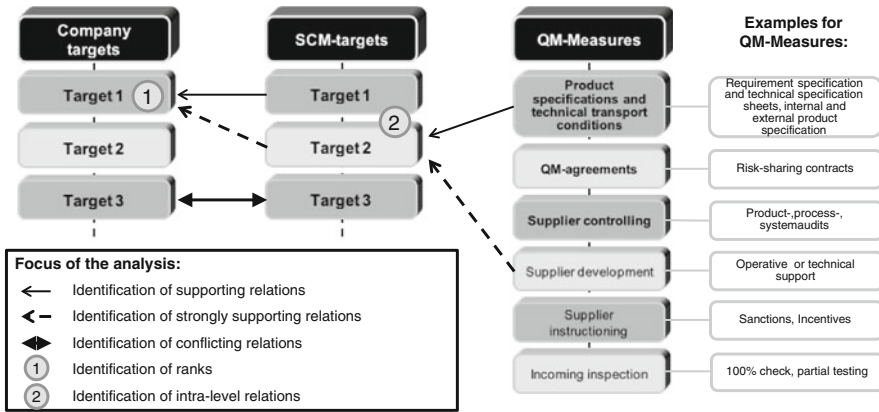 Company
targets
SCM-targets
QM-Measures
Examples for
QM-Measures:
Target 1
1
Target 1
2
Product
specifications and
technical transport
conditions
Requirement specification
and technical specification
sheets, internal and
external product
specification
Target 2
Target 2
QM-agreements
Risk-sharing contracts
Target 3
Target 3
Supplier controlling
Product-,process-,
systemaudits
Supplier development
Operative or technical
support
Supplier
instructioning
Sanctions, Incentives
Incoming inspection
100% check, partial testing
Focus of the analysis:
Identification of supporting relations
Identification of strongly supporting relations
Identification of conflicting relations
1 Identification of ranks
2 Identification of intra-level relations